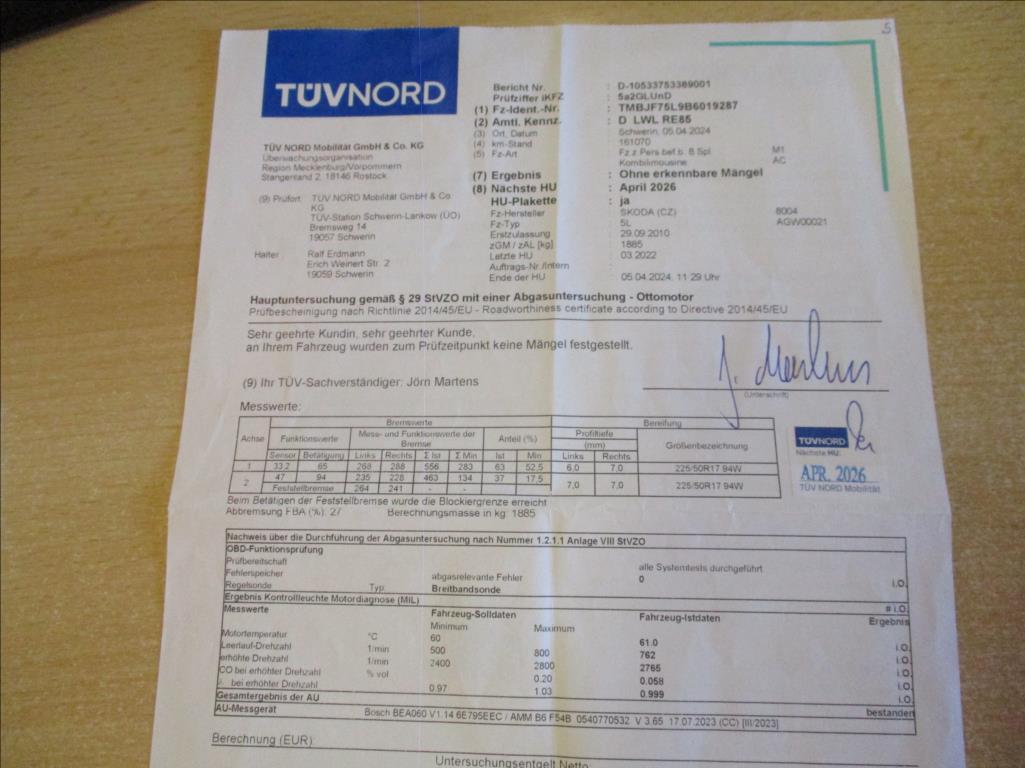 5
TÜVNORD
TÜV NORD Mobilität GmbH & Co. KG
Überwachungsorganisation
Region Mecklenburg/Vorpommern
Stangenland 2, 18146 Rostock
(9) Prüfort: TÜV NORD Mobilität GmbH & Co.
KG
TÜV-Station Schwerin-Lankow (ÜO)
Bremsweg 14
19057 Schwerin
Halter Ralf Erdmann
Erich Weinert Str. 2
19059 Schwerin
Bericht Nr. : D-10533753389001
Prüfziffer iKFZ : 5a2GLUnD
(1) Fz-Ident.-Nr. : TMBJF75L9B6019287
(2) Amtl. Kennz. : D LWL RE85
(3) Ort, Datum : Schwerin, 05.04.2024
(4) km-Stand : 161070
(5) Fz-Art : Fz.z.Pers.bef.b. 8 Spl. M1
Kombilimousine AC
(7) Ergebnis : Ohne erkennbare Mängel
(8) Nächste HU : April 2026
HU-Plakette : ja
Fz-Hersteller : SKODA (CZ) 8004
Fz-Typ : 5L AGW00021
Erstzulassung : 29.09.2010
zGM / zAL [kg] : 1885
Letzte HU : 03.2022
Auftrags-Nr./Intern :
Ende der HU : 05.04.2024, 11:29 Uhr
Hauptuntersuchung gemäß § 29 StVZO mit einer Abgasuntersuchung - Ottomotor
Prüfbescheinigung nach Richtlinie 2014/45/EU - Roadworthiness certificate according to Directive 2014/45/EU
Sehr geehrte Kundin, sehr geehrter Kunde,
an Ihrem Fahrzeug wurden zum Prüfzeitpunkt keine Mängel festgestellt.
J. Martens
(9) Ihr TÜV-Sachverständiger: Jörn Martens
(Unterschrift)
Messwerte:
Bremswerte Bereifung
Achse Funktionswerte Mess- und Funktionswerte der Bremse Anteil (%) Profiltiefe (mm) Größenbezeichnung
Sensor Betätigung Links Rechts Σ Ist Σ Min Ist Min Links Rechts
1 33,2 65 268 288 556 283 63 52,5 6,0 7,0 225/50R17 94W
2 47 94 235 228 463 134 37 17,5 7,0 7,0 225/50R17 94W
Feststellbremse 264 241 - - - -
Beim Betätigen der Feststellbremse wurde die Blockiergrenze erreicht
Abbremsung FBA (%): 27 Berechnungsmasse in kg: 1885
TÜVNORD
Nächste HU:
APR. 2026
TÜV NORD Mobilität
Nachweis über die Durchführung der Abgasuntersuchung nach Nummer 1.2.1.1 Anlage VIII StVZO
OBD-Funktionsprüfung
Prüfbereitschaft alle Systemtests durchgeführt
Fehlerspeicher abgasrelevante Fehler 0 i.O.
Regelsonde Typ: Breitbandsonde
Ergebnis Kontrollleuchte Motordiagnose (MIL) # i.O.
Messwerte Fahrzeug-Solldaten Fahrzeug-Istdaten Ergebnis
Minimum Maximum
Motortemperatur °C 60 61.0 i.O.
Leerlauf-Drehzahl 1/min 500 800 762 i.O.
erhöhte Drehzahl 1/min 2400 2800 2765 i.O.
CO bei erhöhter Drehzahl % vol 0.20 0.058 i.O.
bei erhöhter Drehzahl 0.97 1.03 0.999 i.O.
Gesamtergebnis der AU bestanden
AU-Messgerät Bosch BEA060 V1.14 6E795EEC / AMM B6 F54B 0540770532 V 3.65 17.07.2023 (CC) [III/2023]
Berechnung (EUR):
Untersuchungsentgelt Netto: